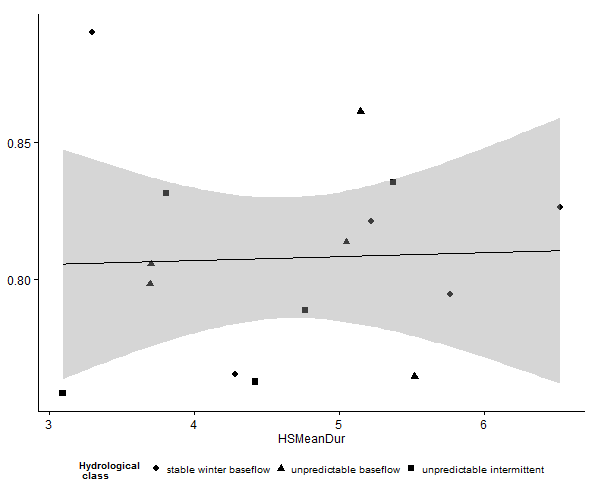 0.85
0.80
3 4 5 6
HSMeanDur
Hydrological
class
stable winter baseflow unpredictable baseflow unpredictable intermittent